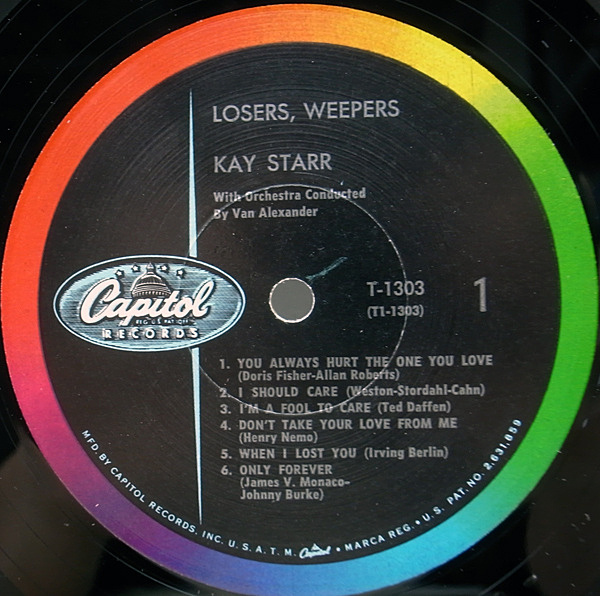 LOSERS, WEEPERS
KAY STARR
With Orchestra Conducted
By Van Alexander
Capitol
REG. U.S. PAT. OFF.
RECORDS
T-1303
(T1-1303)
1
1. YOU ALWAYS HURT THE ONE YOU LOVE
(Doris Fisher-Allan Roberts)
2. I SHOULD CARE (Weston-Stordahl-Cahn)
3. I'M A FOOL TO CARE (Ted Daffen)
4. DON'T TAKE YOUR LOVE FROM ME
(Henry Nemo)
5. WHEN I LOST YOU (Irving Berlin)
6. ONLY FOREVER
(James V. Monaco-
Johnny Burke)
MFD. BY CAPITOL RECORDS, INC. U. S. A. T. M. Capitol • MARCA REG. • U. S. PAT. NO. 2,631,859